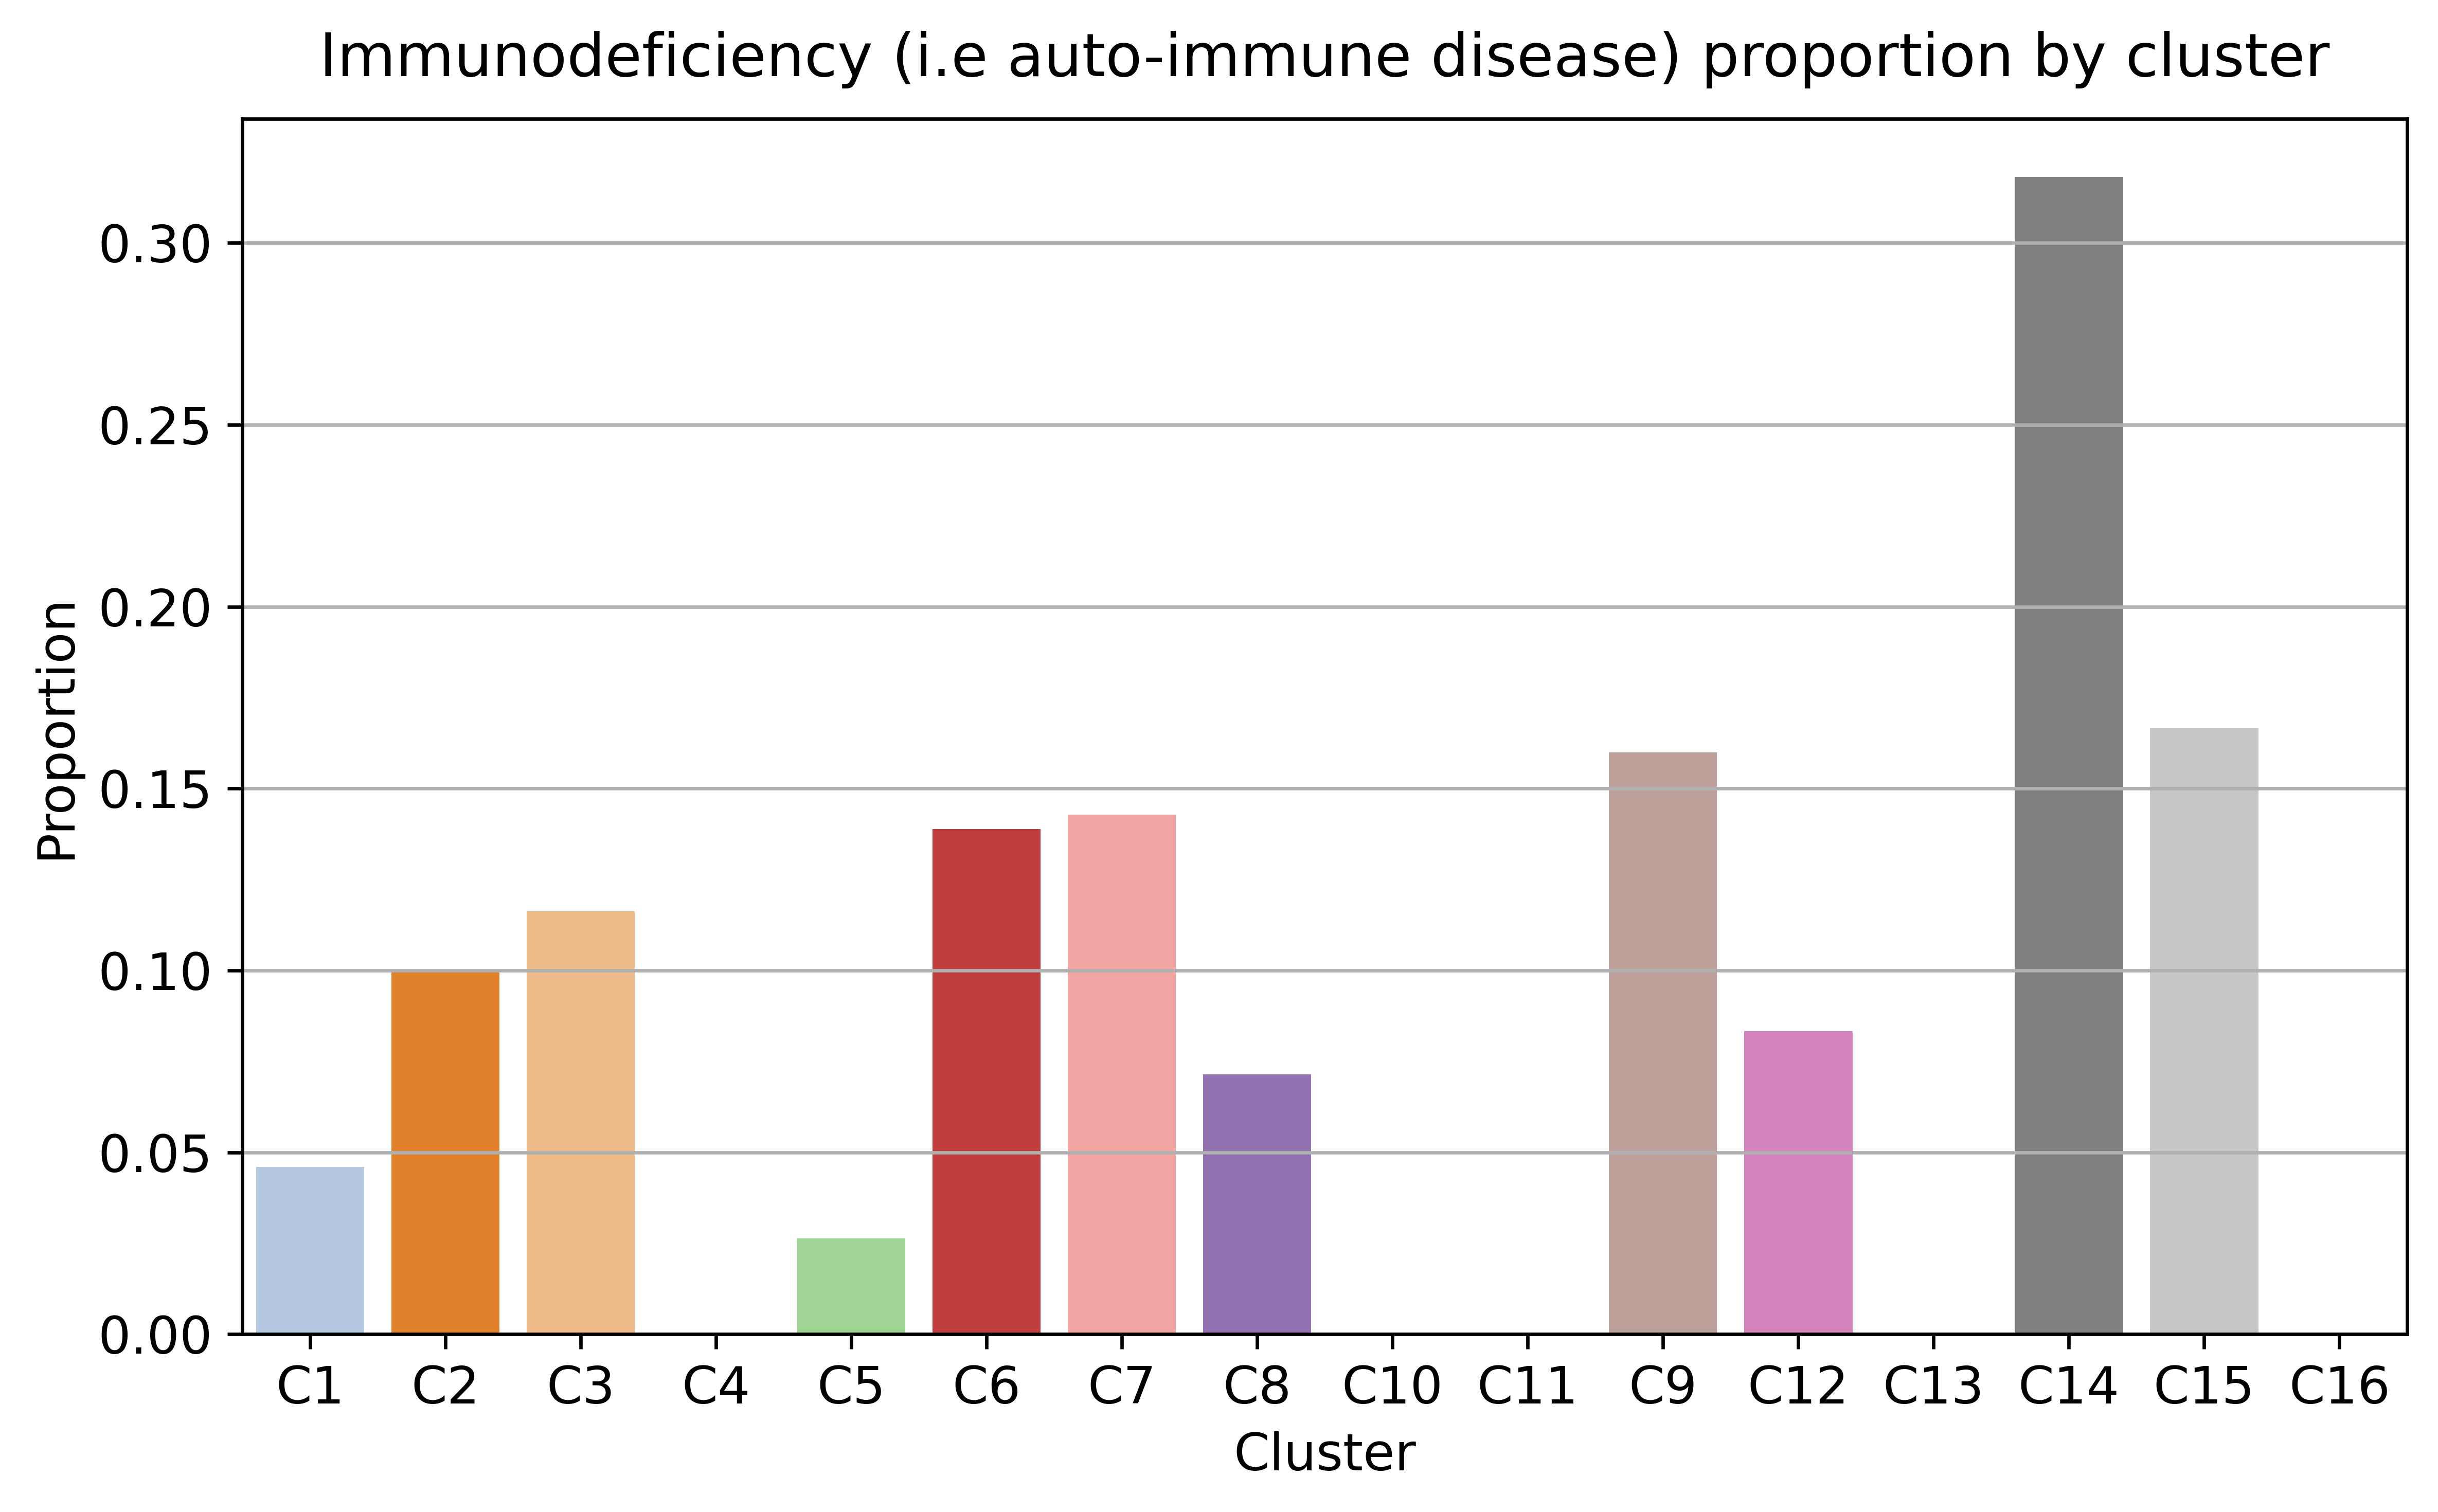 Immunodeficiency (i.e auto-immune disease) proportion by cluster
0.30
0.25
0.20
0.15
0.10
0.05
0.00
Proportion
C1 C2 C3 C4 C5 C6 C7 C8 C10 C11 C9 C12 C13 C14 C15 C16
Cluster